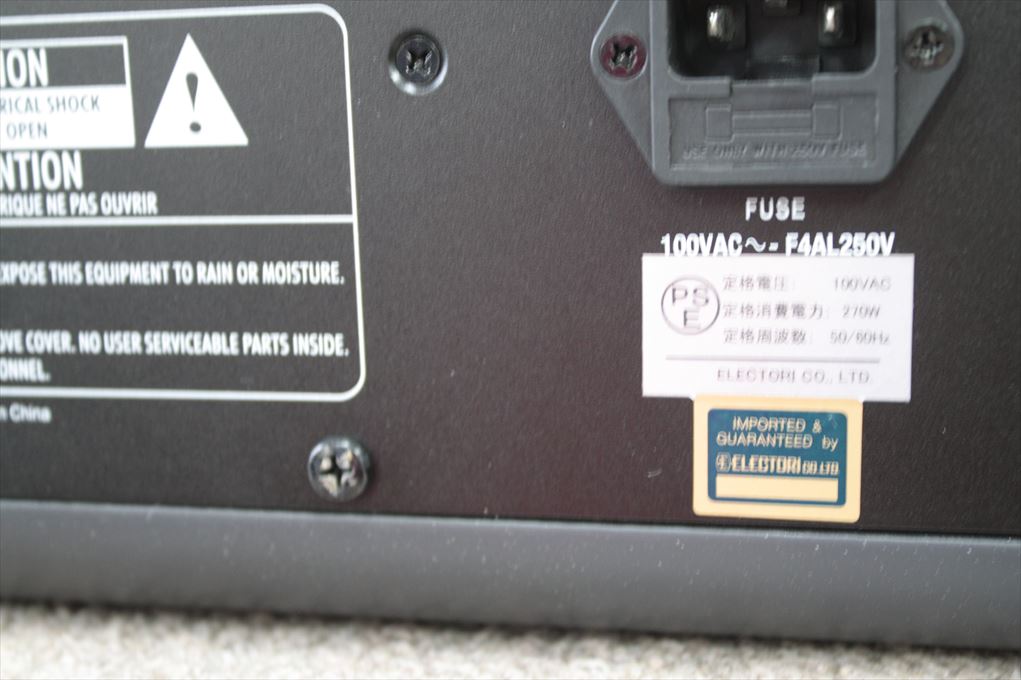 ION
RICAL SHOCK
OPEN
NTION
RIQUE NE PAS OUVRIR
EXPOSE THIS EQUIPMENT TO RAIN OR MOISTURE.
OVE COVER. NO USER SERVICEABLE PARTS INSIDE.
ONNEL.
n China
USE ONLY WITH 250V FUSE
FUSE
100VAC～- F4AL250V
PSE
定格電圧: 100VAC
定格消費電力: 270W
定格周波数: 50/60Hz
ELECTORI CO., LTD.
IMPORTED &
GUARANTEED by
ELECTORI CO.,LTD